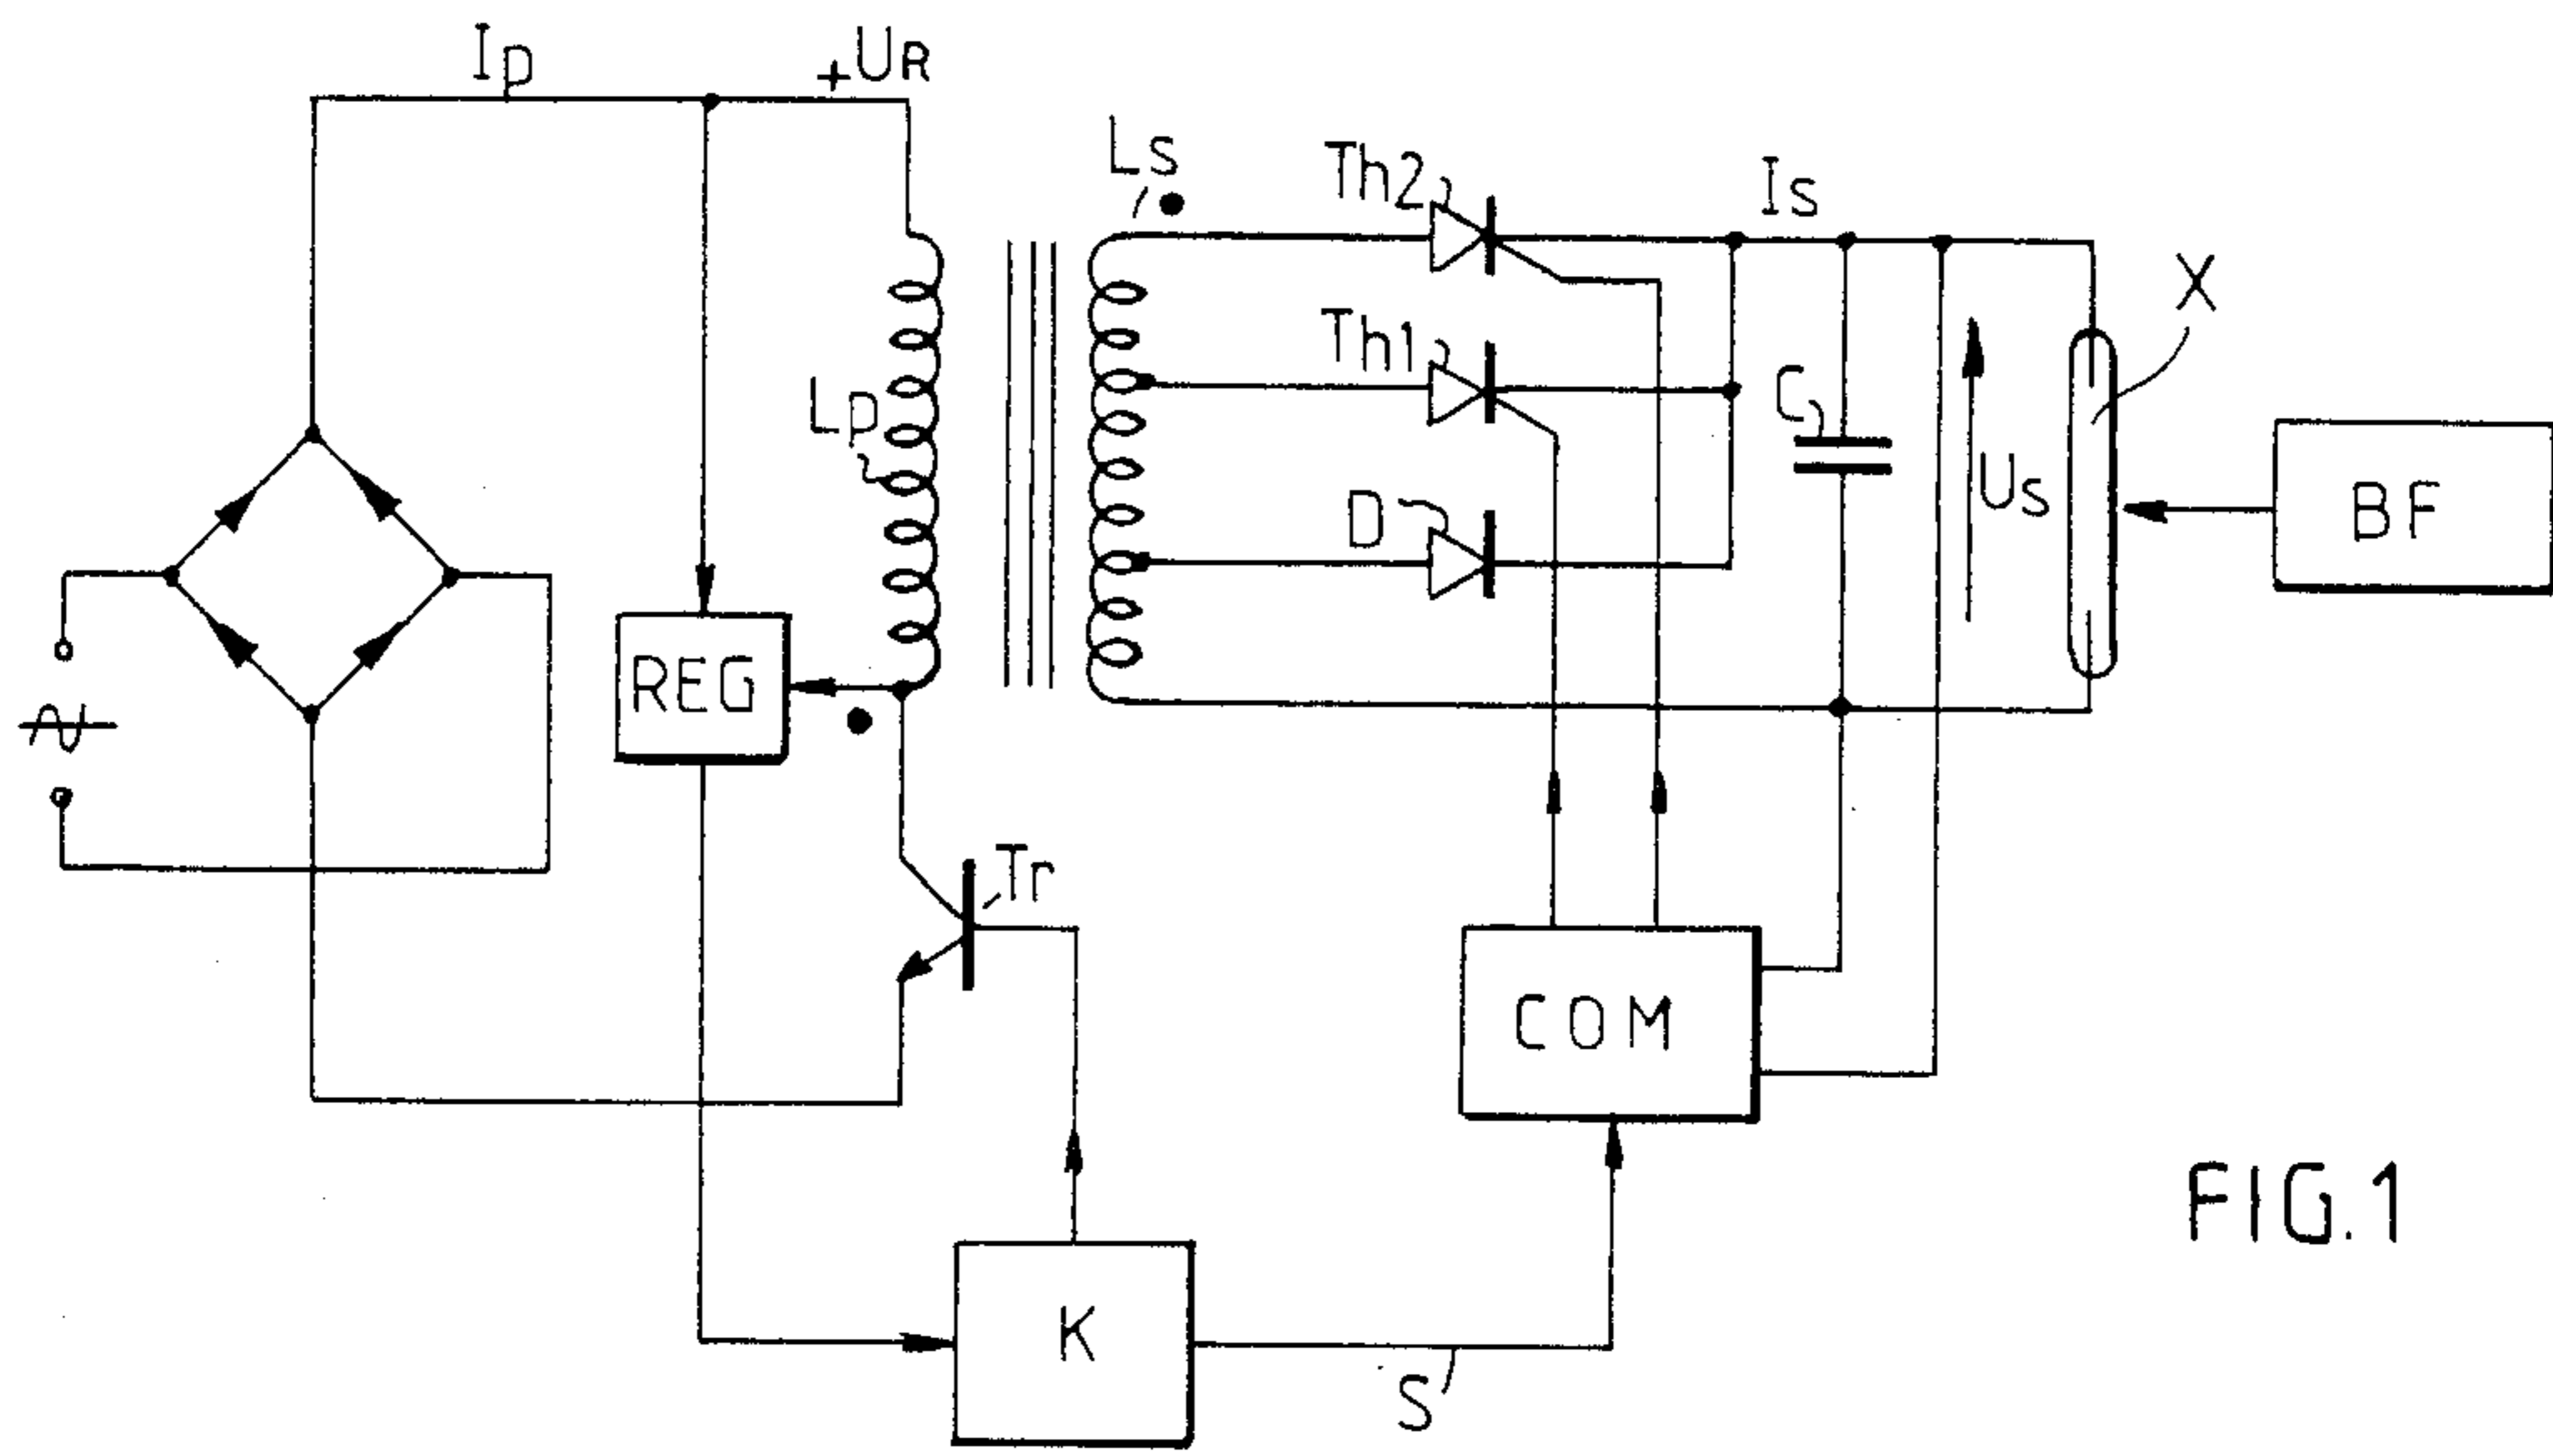 Ip
+UR
Ls
Th2
Is
X
Th1
Lp
C
D
Us
BF
REG
Tr
COM
K
S
FIG.1